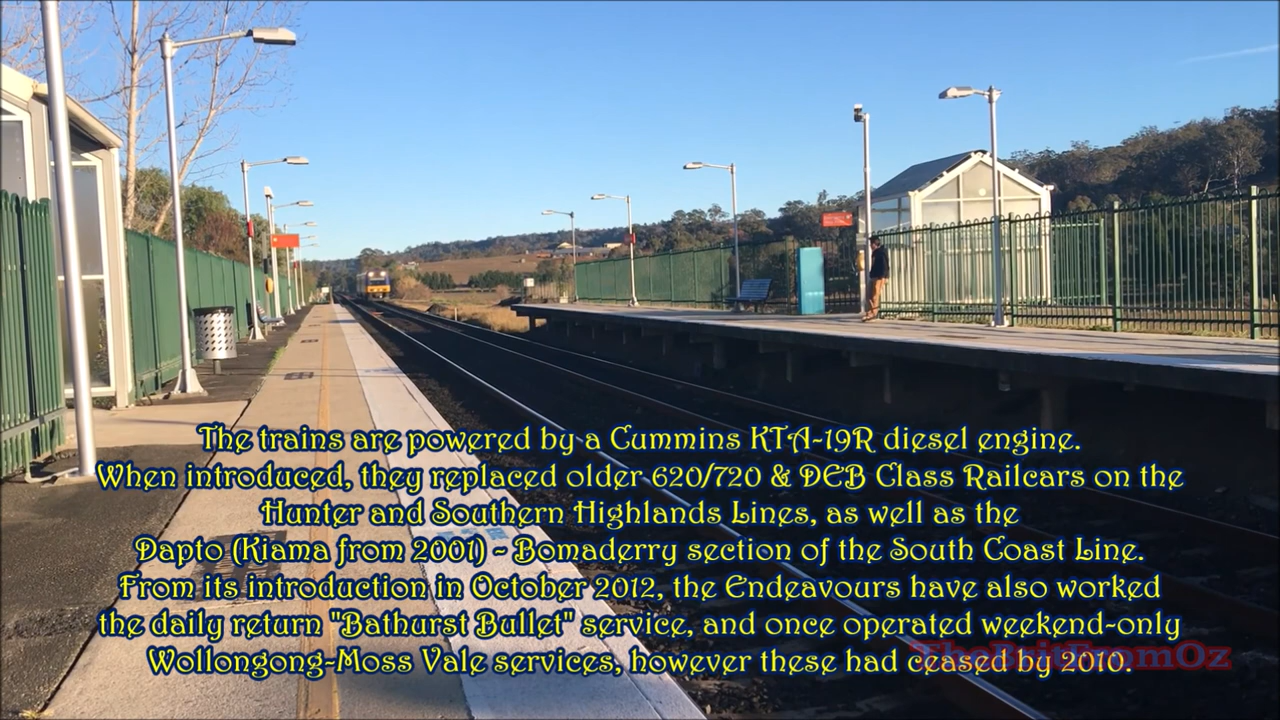 The trains are powered by a Cummins KTA-19R diesel engine.
When introduced, they replaced older 620/720 & DEB Class Railcars on the
Hunter and Southern Highlands Lines, as well as the
Dapto (Kiama from 2001) - Bomaderry section of the South Coast Line.
From its introduction in October 2012, the Endeavours have also worked
the daily return "Bathurst Bullet" service, and once operated weekend-only
Wollongong-Moss Vale services, however these had ceased by 2010.
TheBritFromOz